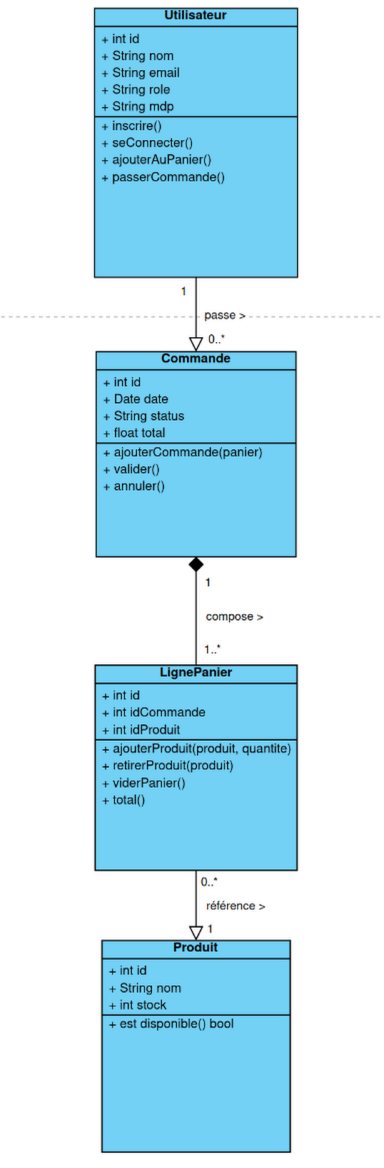 Utilisateur
+ int id
+ String nom
+ String email
+ String role
+ String mdp
+ inscrire()
+ seConnecter()
+ ajouterAuPanier()
+ passerCommande()
1
passe >
0..*
Commande
+ int id
+ Date date
+ String status
+ float total
+ ajouterCommande(panier)
+ valider()
+ annuler()
1
compose >
1..*
LignePanier
+ int id
+ int idCommande
+ int idProduit
+ ajouterProduit(produit, quantite)
+ retirerProduit(produit)
+ viderPanier()
+ total()
0..*
référence >
1
Produit
+ int id
+ String nom
+ int stock
+ est disponible() bool